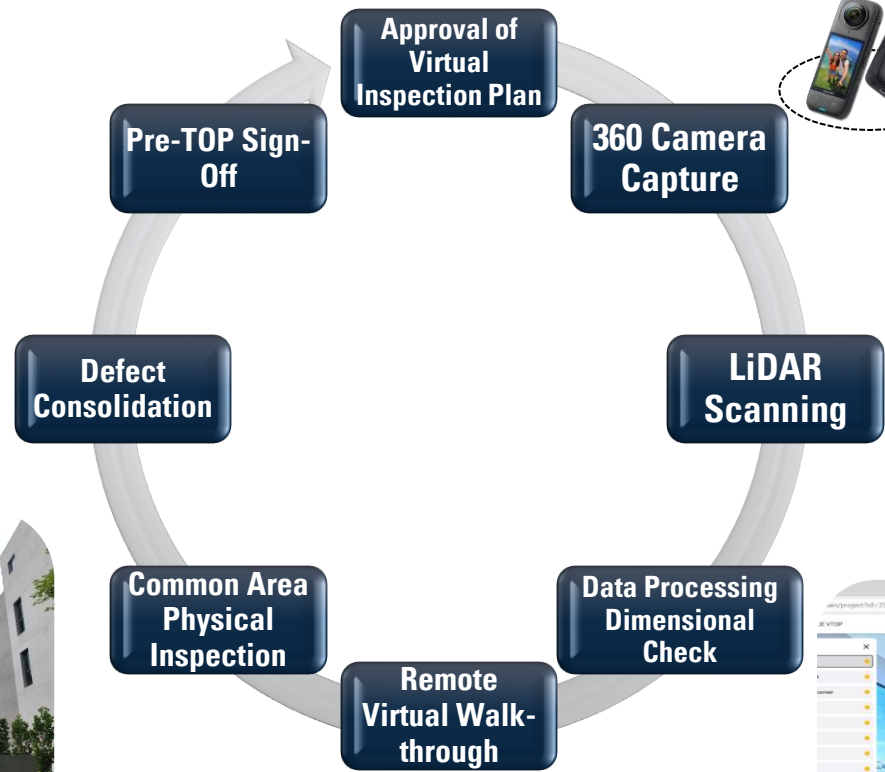 Approval of
Virtual
Inspection Plan
360 Camera
Capture
LiDAR
Scanning
Data Processing
Dimensional
Check
Remote
Virtual Walk-
through
Common Area
Physical
Inspection
Defect
Consolidation
Pre-TOP Sign-
Off